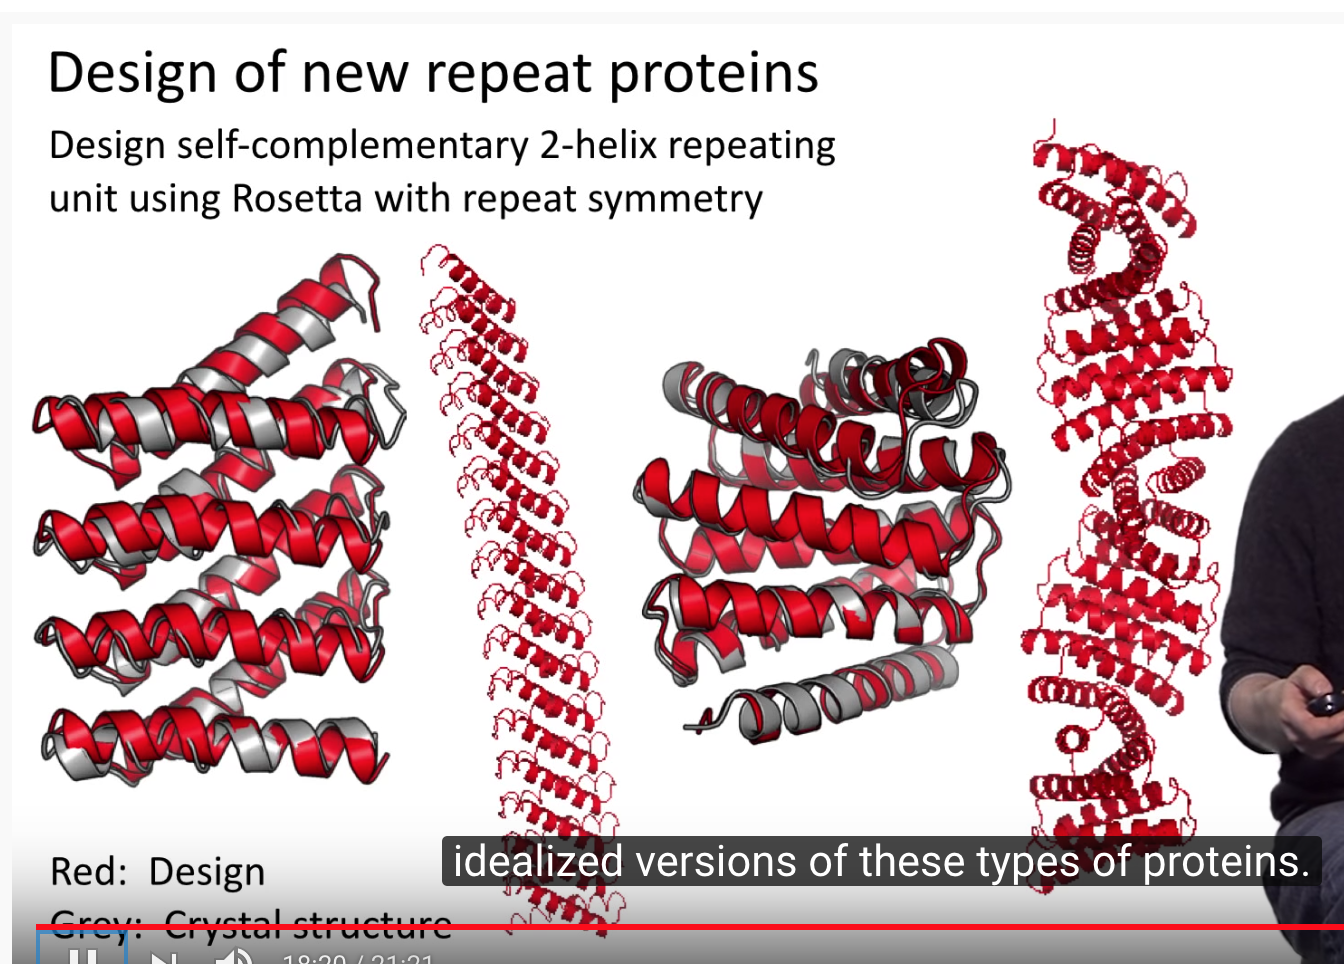 Design of new repeat proteins
Design self-complementary 2-helix repeating
unit using Rosetta with repeat symmetry
Red: Design
idealized versions of these types of proteins.
Grey: Crystal structure
18:20 / 21:21